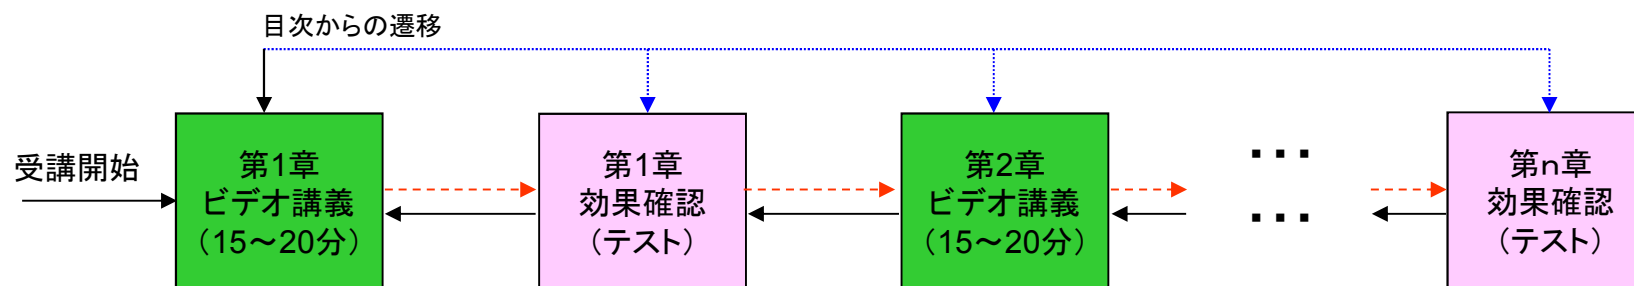 目次からの遷移
受講開始
第1章
ビデオ講義
（15～20分）
第1章
効果確認
（テスト）
第2章
ビデオ講義
（15～20分）
･･･
･･･
第ｎ章
効果確認
（テスト）